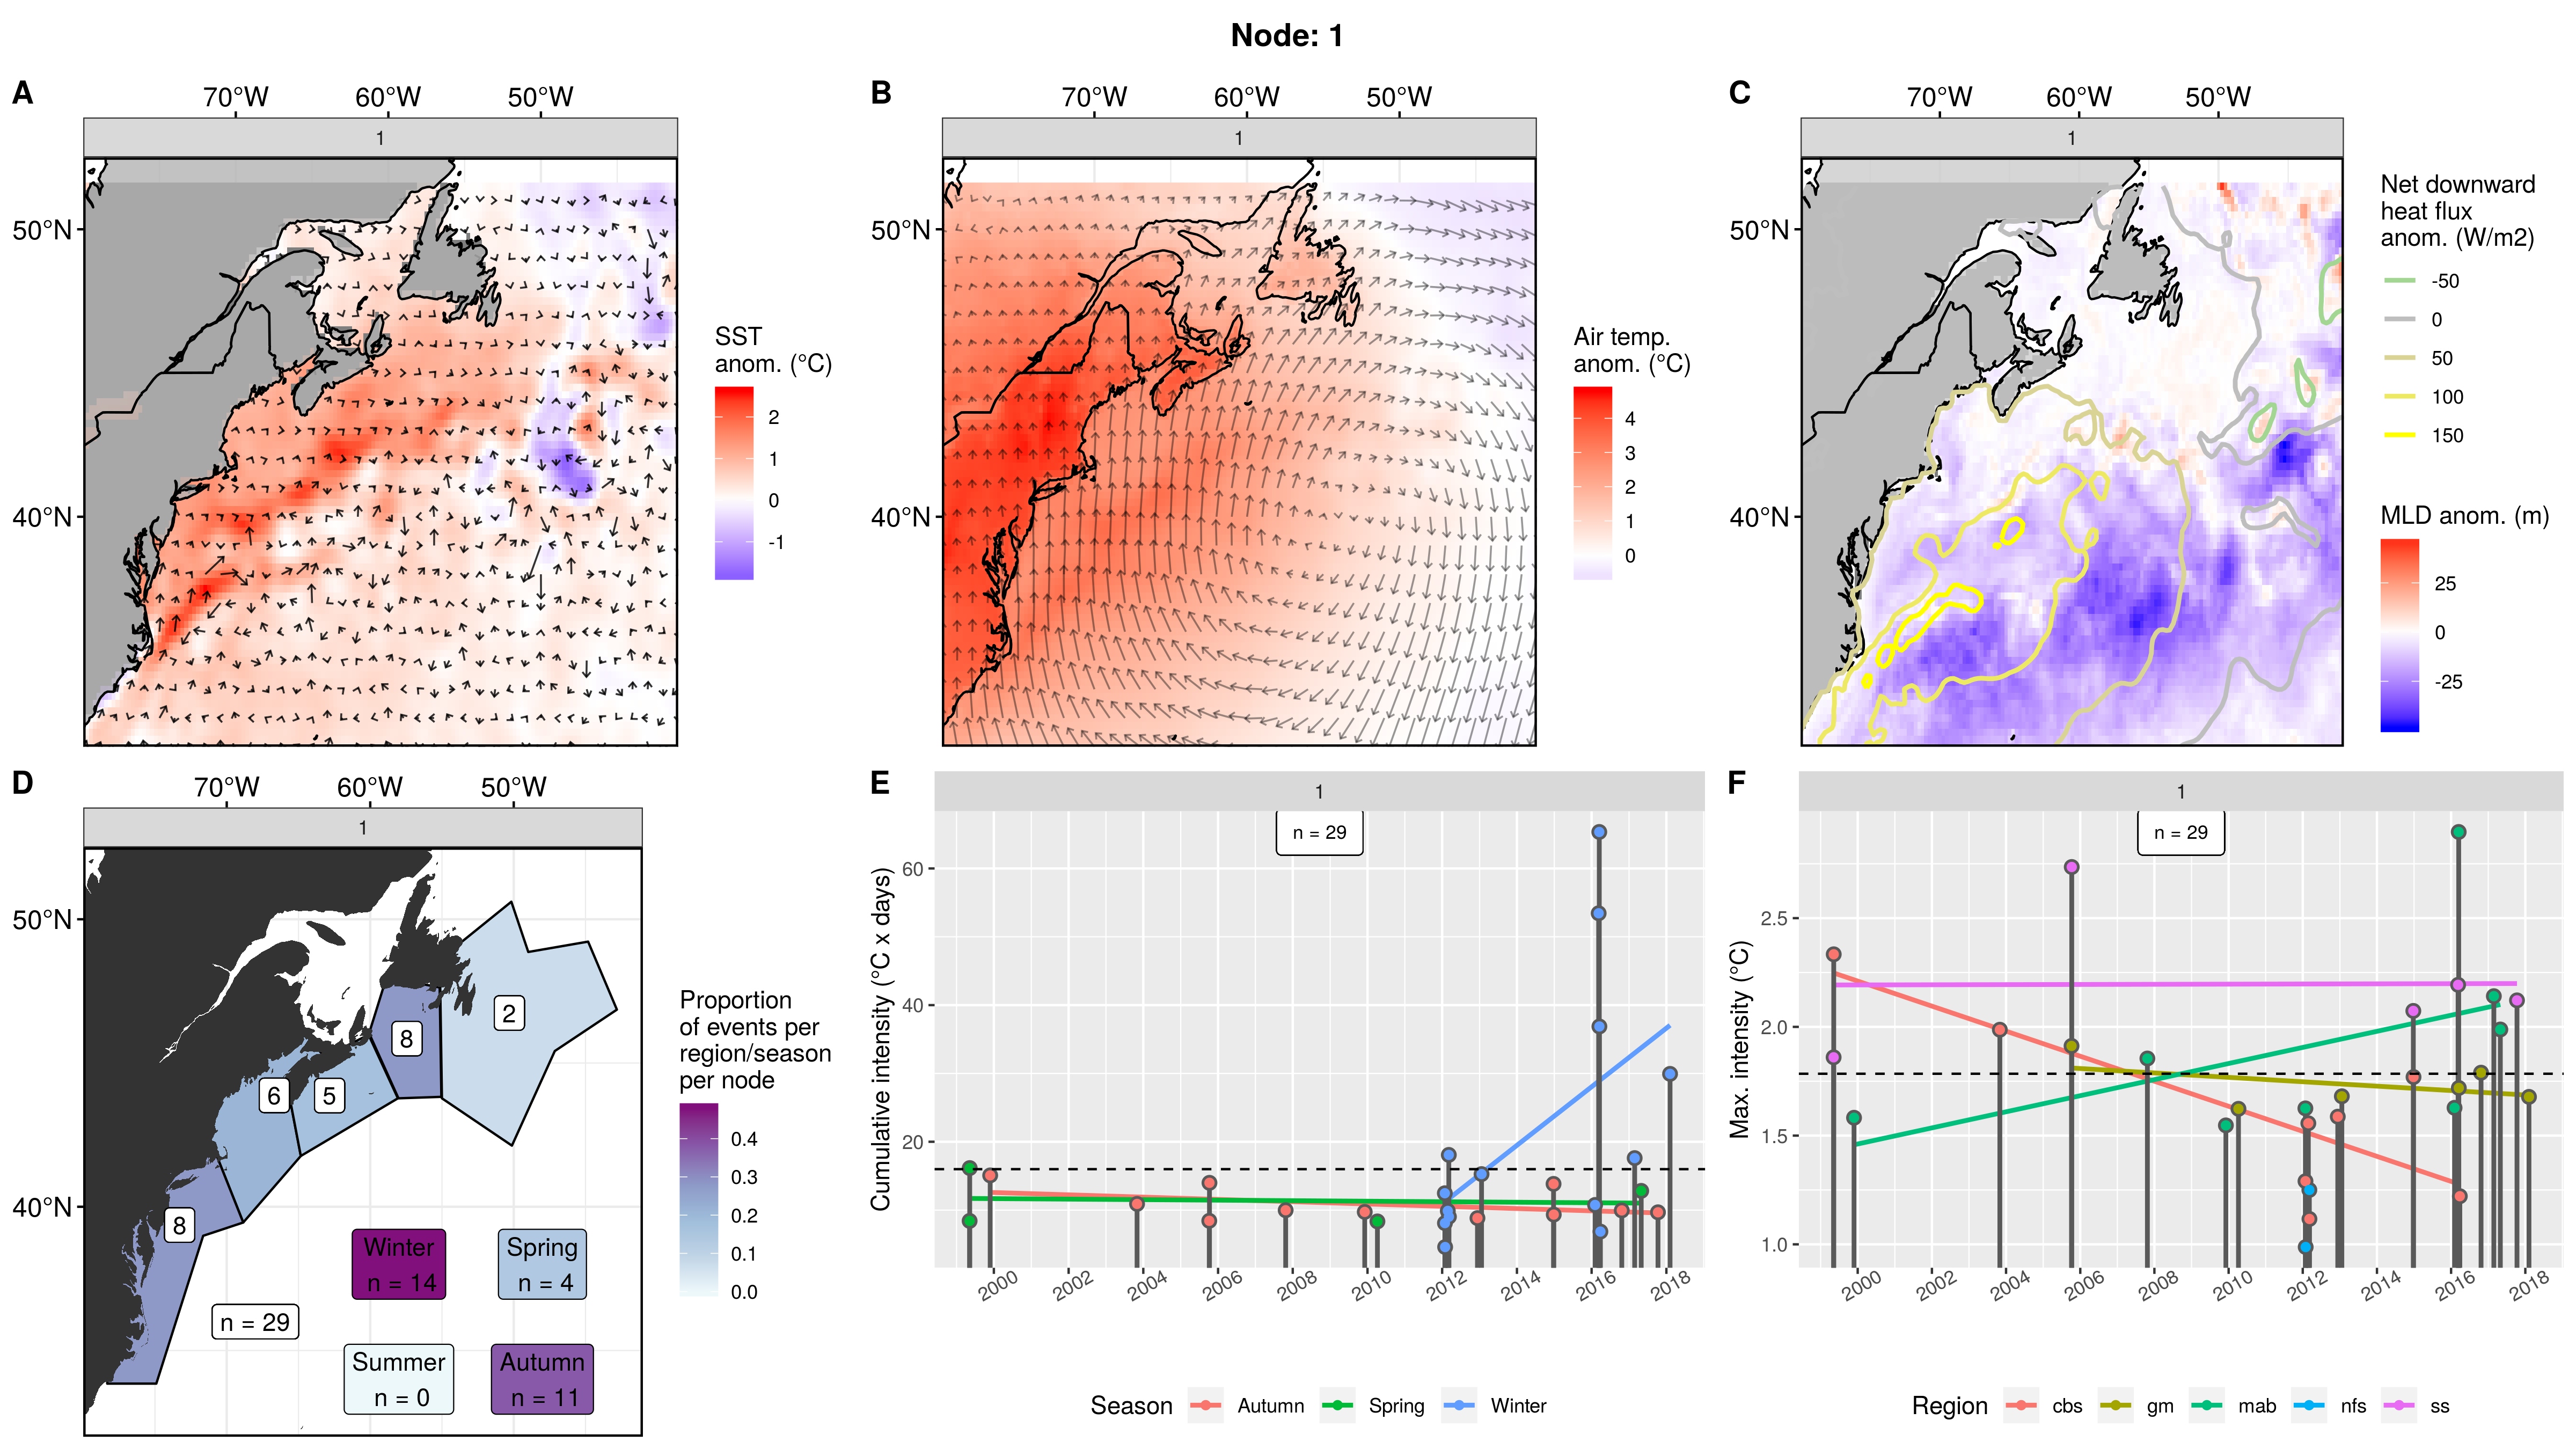 Node: 1
A
70°W 60°W 50°W
1
50°N
40°N
SST
anom. (°C)
2
1
0
-1
B
70°W 60°W 50°W
1
50°N
40°N
Air temp.
anom. (°C)
4
3
2
1
0
C
70°W 60°W 50°W
1
50°N
40°N
Net downward
heat flux
anom. (W/m2)
-50
0
50
100
150
MLD anom. (m)
25
0
-25
D
70°W 60°W 50°W
1
50°N
40°N
8
2
6
5
8
Winter
n = 14
Spring
n = 4
n = 29
Summer
n = 0
Autumn
n = 11
Proportion
of events per
region/season
per node
0.4
0.3
0.2
0.1
0.0
E
1
n = 29
Cumulative intensity (°C x days)
60
40
20
2000 2002 2004 2006 2008 2010 2012 2014 2016 2018
Season Autumn Spring Winter
F
1
n = 29
Max. intensity (°C)
2.5
2.0
1.5
1.0
2000 2002 2004 2006 2008 2010 2012 2014 2016 2018
Region cbs gm mab nfs ss